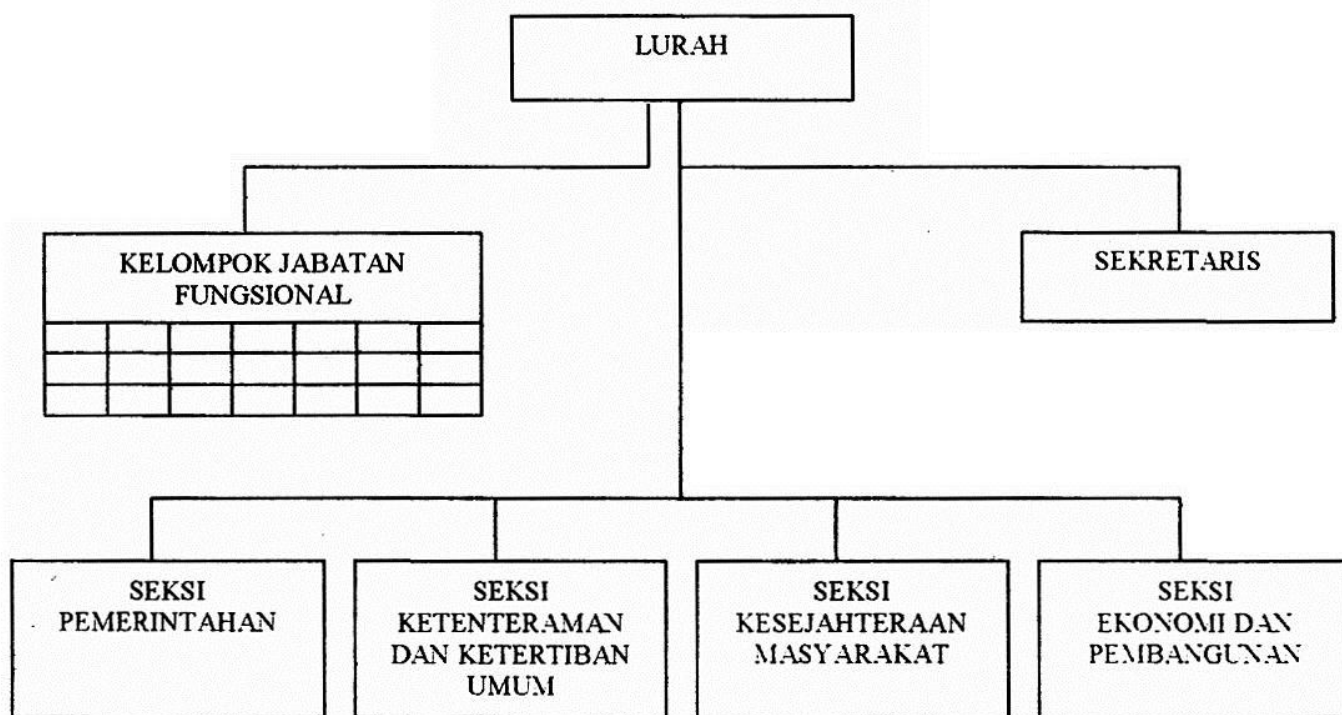 LURAH
KELOMPOK JABATAN
FUNGSIONAL
SEKRETARIS
SEKSI
PEMERINTAHAN
SEKSI
KETENTERAMAN
DAN KETERTIBAN
UMUM
SEKSI
KESEJAHTERAAN
MASYARAKAT
SEKSI
EKONOMI DAN
PEMBANGUNAN